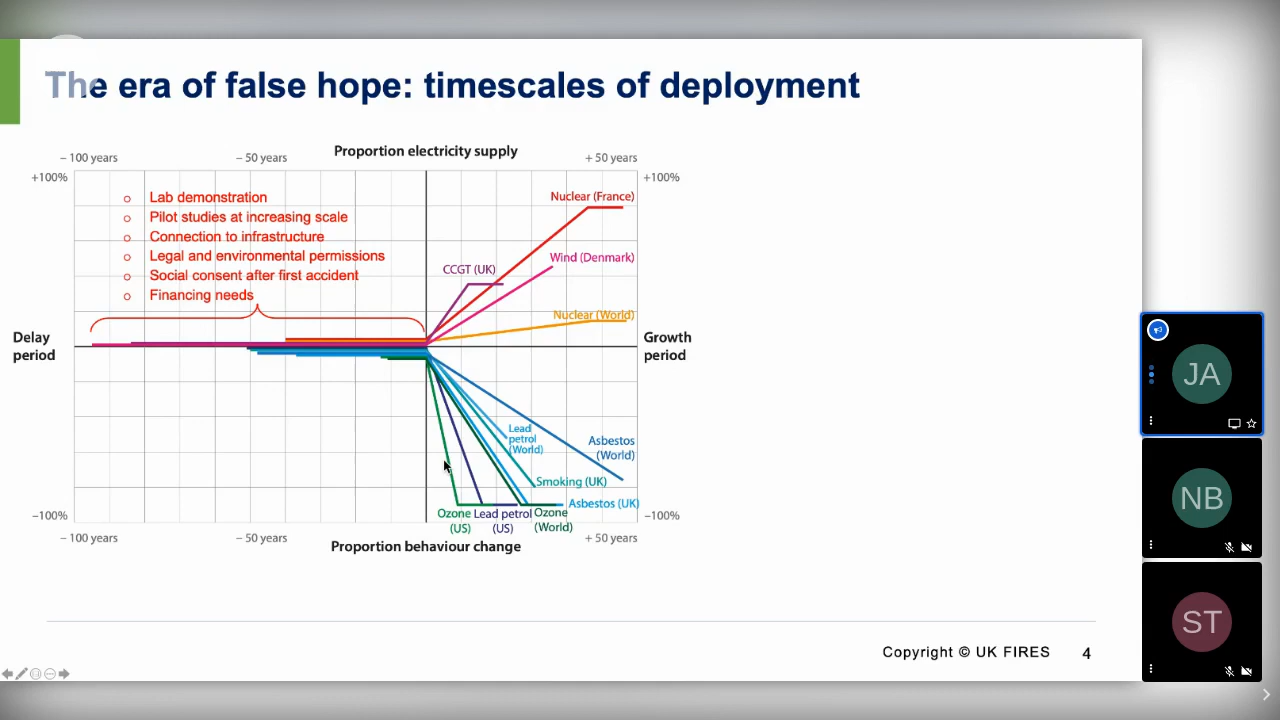 The era of false hope: timescales of deployment
Proportion electricity supply
– 100 years
– 50 years
+ 50 years
+100%
+100%
Lab demonstration
Pilot studies at increasing scale
Connection to infrastructure
Legal and environmental permissions
Social consent after first accident
Financing needs
Nuclear (France)
Wind (Denmark)
CCGT (UK)
Nuclear (World)
Delay
period
Growth
period
Lead
petrol
(World)
Asbestos
(World)
Smoking (UK)
Asbestos (UK)
Ozone
(US)
Lead petrol
(US)
Ozone
(World)
–100%
–100%
– 100 years
– 50 years
+ 50 years
Proportion behaviour change
Copyright © UK FIRES
4
JA
NB
ST